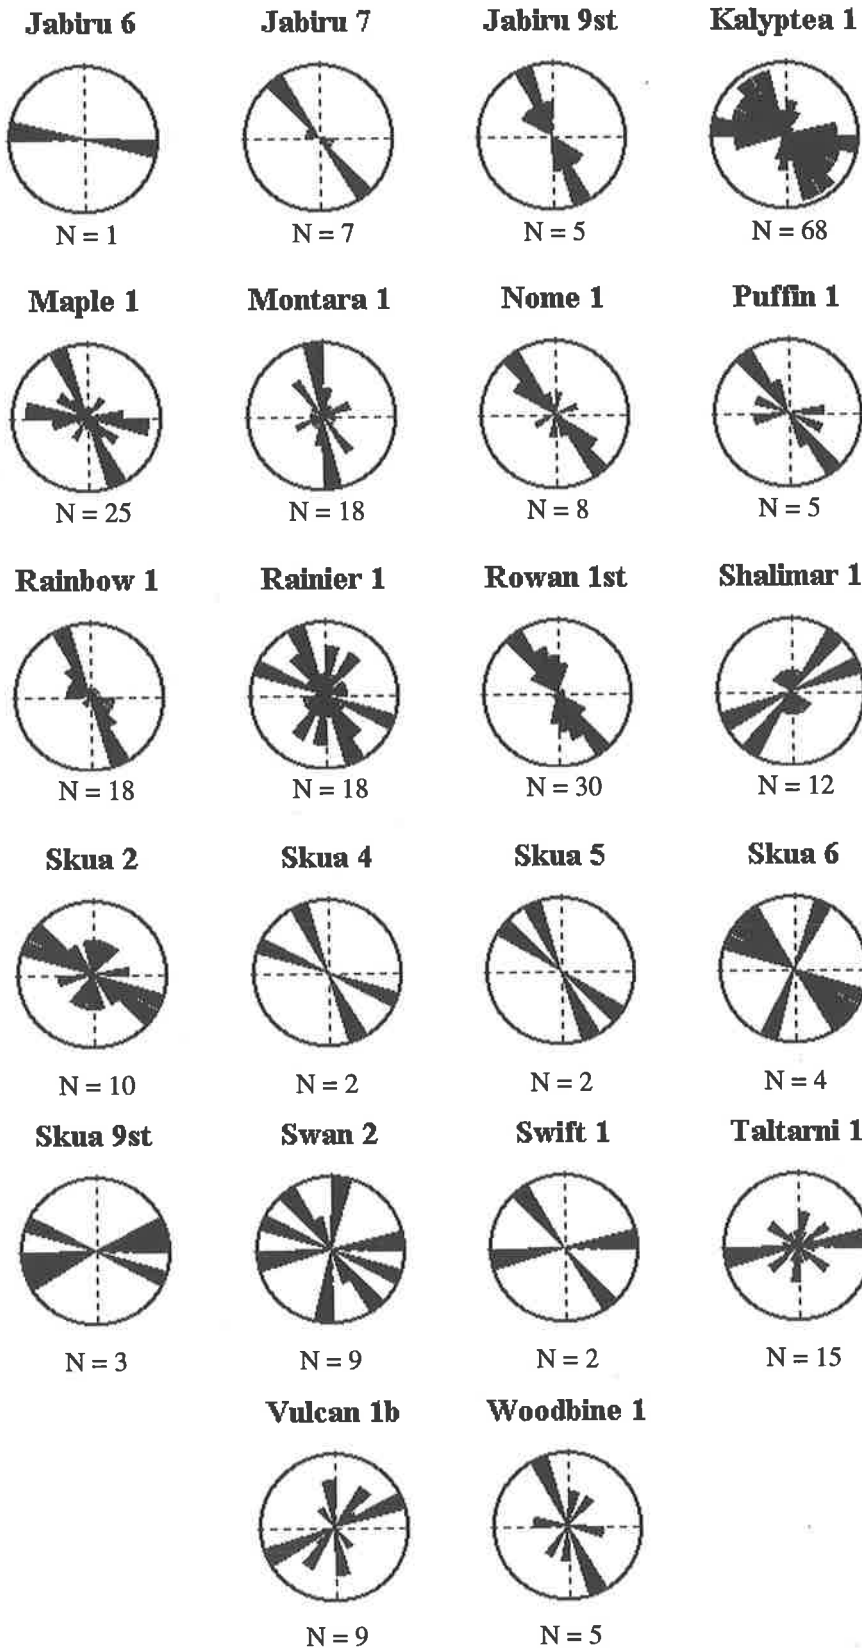 Jabiru 6 Jabiru 7 Jabiru 9st Kalyptea 1
N = 1 N = 7 N = 5 N = 68
Maple 1 Montara 1 Nome 1 Puffin 1
N = 25 N = 18 N = 8 N = 5
Rainbow 1 Rainier 1 Rowan 1st Shalimar 1
N = 18 N = 18 N = 30 N = 12
Skua 2 Skua 4 Skua 5 Skua 6
N = 10 N = 2 N = 2 N = 4
Skua 9st Swan 2 Swift 1 Taltarni 1
N = 3 N = 9 N = 2 N = 15
Vulcan 1b Woodbine 1
N = 9 N = 5